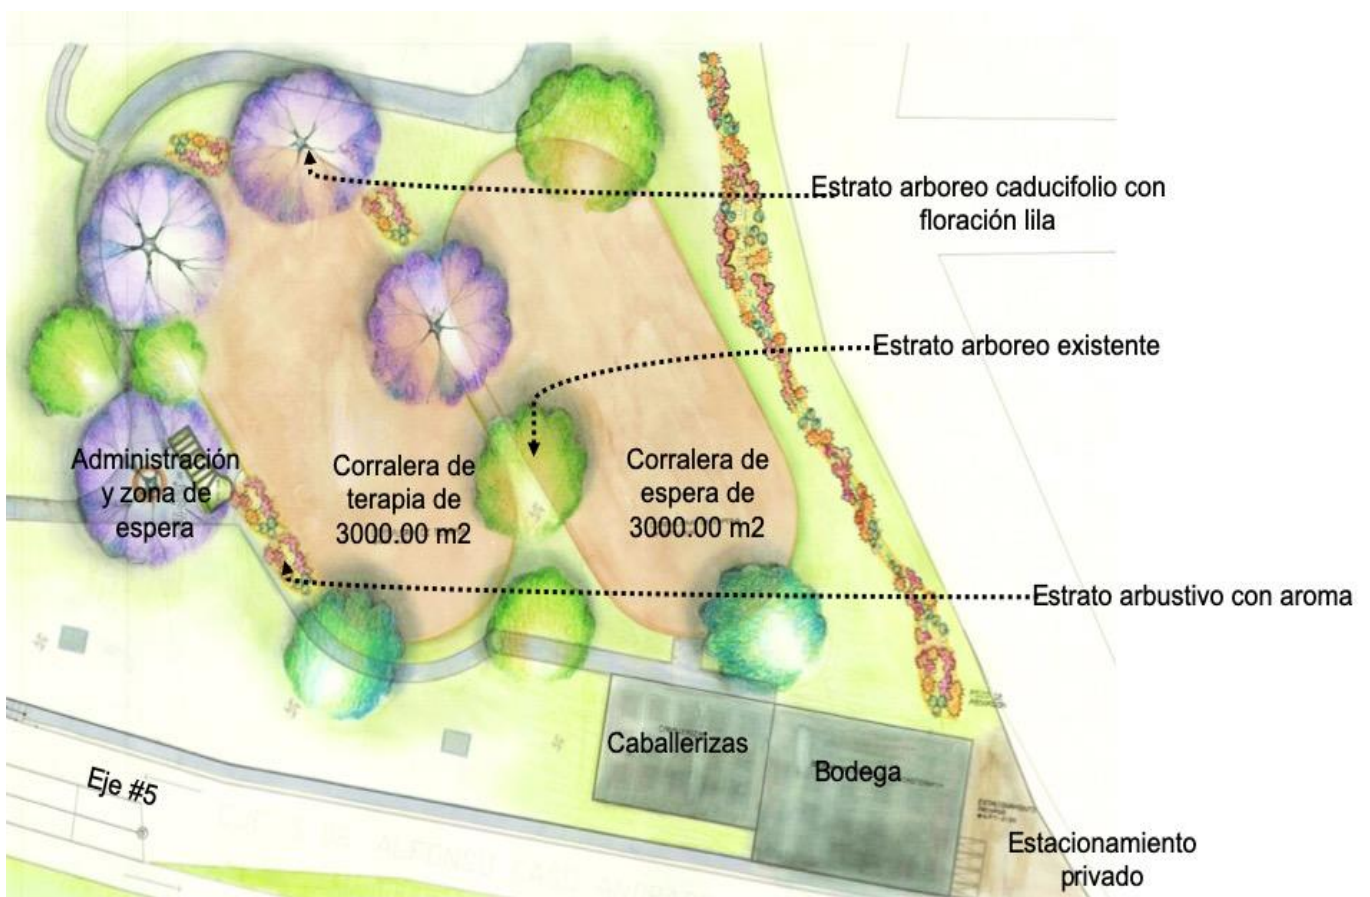 Estrato arboreo caducifolio con
floración lila
Estrato arboreo existente
Administración
y zona de
espera
Corralera de
terapia de
3000.00 m2
Corralera de
espera de
3000.00 m2
Estrato arbustivo con aroma
Caballerizas
Bodega
Eje #5
Estacionamiento
privado